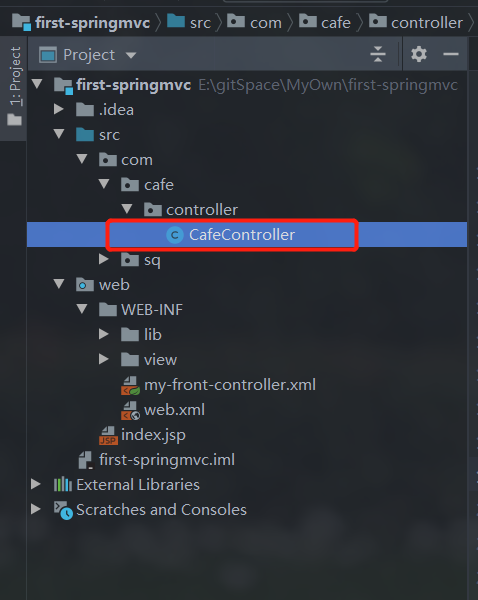 first-springmvc src com cafe controller
1: Project
Project
first-springmvc E:\gitSpace\MyOwn\first-springmvc
.idea
src
com
cafe
controller
CafeController
sq
web
WEB-INF
lib
view
my-front-controller.xml
web.xml
index.jsp
first-springmvc.iml
External Libraries
Scratches and Consoles